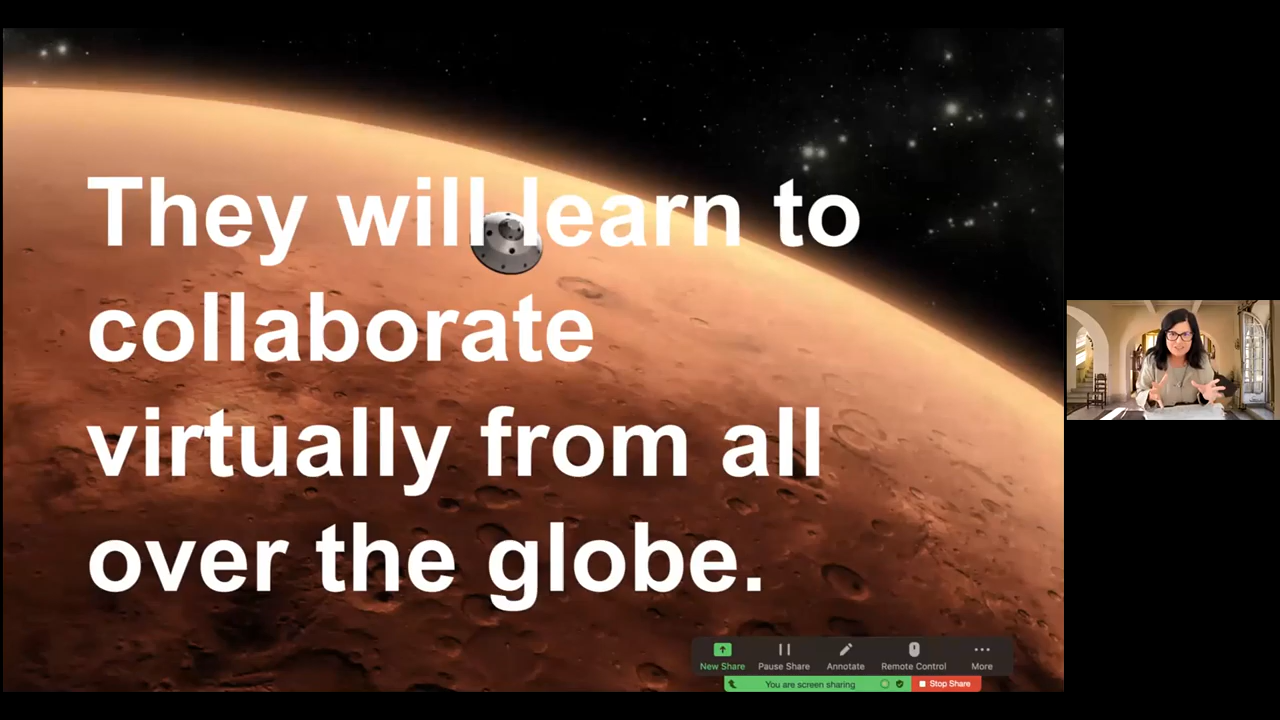 They will learn to
collaborate
virtually from all
over the globe.
New Share
Pause Share
Annotate
Remote Control
More
You are screen sharing
Stop Share